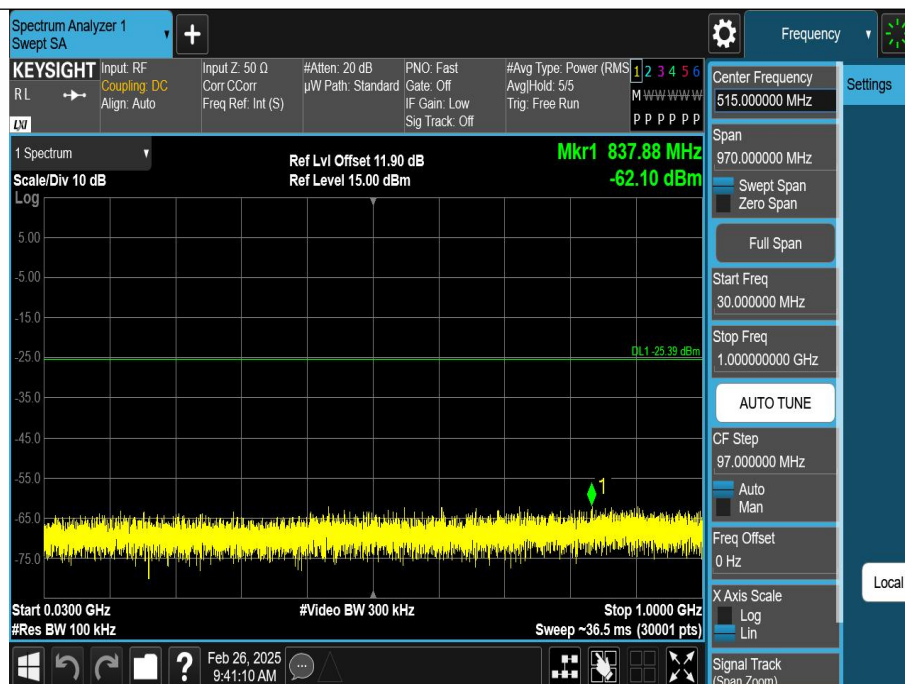 Spectrum Analyzer 1
Swept SA
+
Frequency
KEYSIGHT
RL
LXI
Input: RF
Coupling: DC
Align: Auto
Input Z: 50 Ω
Corr CCorr
Freq Ref: Int (S)
#Atten: 20 dB
µW Path: Standard
PNO: Fast
Gate: Off
IF Gain: Low
Sig Track: Off
#Avg Type: Power (RMS
Avg|Hold: 5/5
Trig: Free Run
1 2 3 4 5 6
M W W W W W
P P P P P P
1 Spectrum
Scale/Div 10 dB
Log
Ref Lvl Offset 11.90 dB
Ref Level 15.00 dBm
Mkr1 837.88 MHz
-62.10 dBm
5.00
-5.00
-15.0
-25.0
DL1 -25.39 dBm
-35.0
-45.0
-55.0
1
-65.0
-75.0
Start 0.0300 GHz
#Res BW 100 kHz
#Video BW 300 kHz
Stop 1.0000 GHz
Sweep ~36.5 ms (30001 pts)
?
Feb 26, 2025
9:41:10 AM
Center Frequency
515.000000 MHz
Span
970.000000 MHz
Swept Span
Zero Span
Full Span
Start Freq
30.000000 MHz
Stop Freq
1.000000000 GHz
AUTO TUNE
CF Step
97.000000 MHz
Auto
Man
Freq Offset
0 Hz
X Axis Scale
Log
Lin
Signal Track
(Span Zoom)
Settings
Local